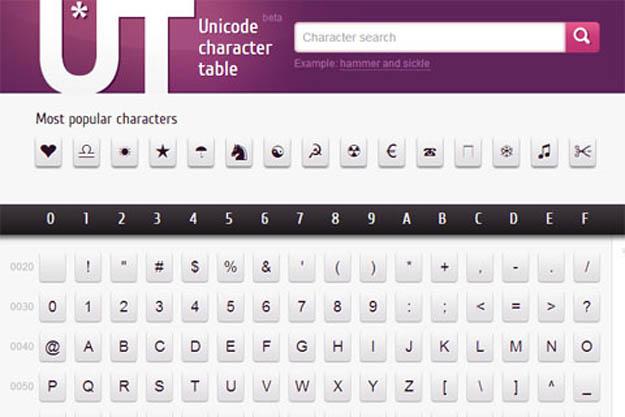 UT
*
Unicode beta
character
table
Character search
Example: hammer and sickle
Most popular characters
❤ ♎ ☀ ★ ☂ ♞ ☯ ☭ ☢ € ☎ ❄ ♫ ✄
0 1 2 3 4 5 6 7 8 9 A B C D E F
0020 ! " # $ % & ' ( ) * + , - . /
0030 0 1 2 3 4 5 6 7 8 9 : ; < = > ?
0040 @ A B C D E F G H I J K L M N O
0050 P Q R S T U V W X Y Z [ \ ] ^ _